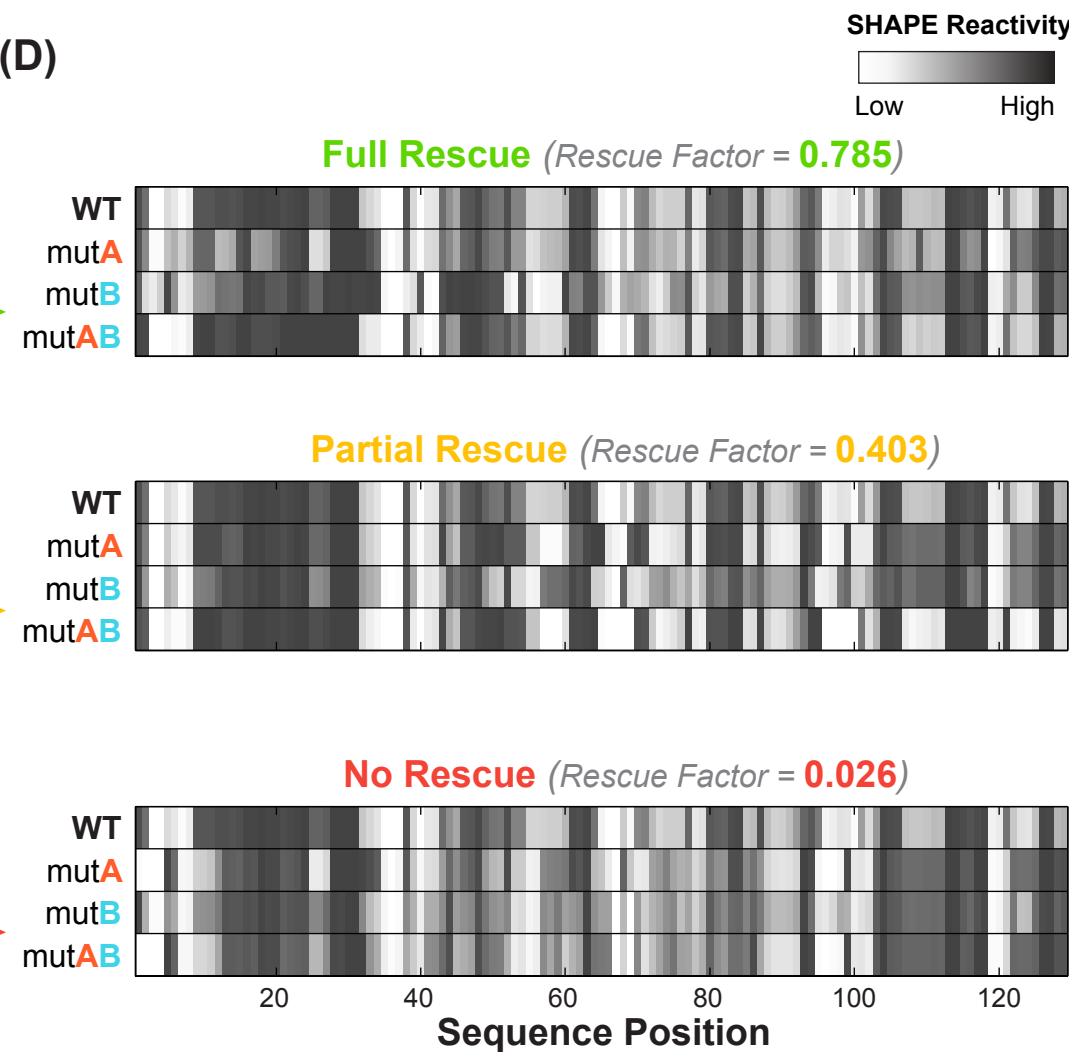 (D)
SHAPE Reactivity
Low High
Full Rescue (Rescue Factor = 0.785)
WT
mutA
mutB
mutAB
Partial Rescue (Rescue Factor = 0.403)
WT
mutA
mutB
mutAB
No Rescue (Rescue Factor = 0.026)
WT
mutA
mutB
mutAB
20 40 60 80 100 120
Sequence Position